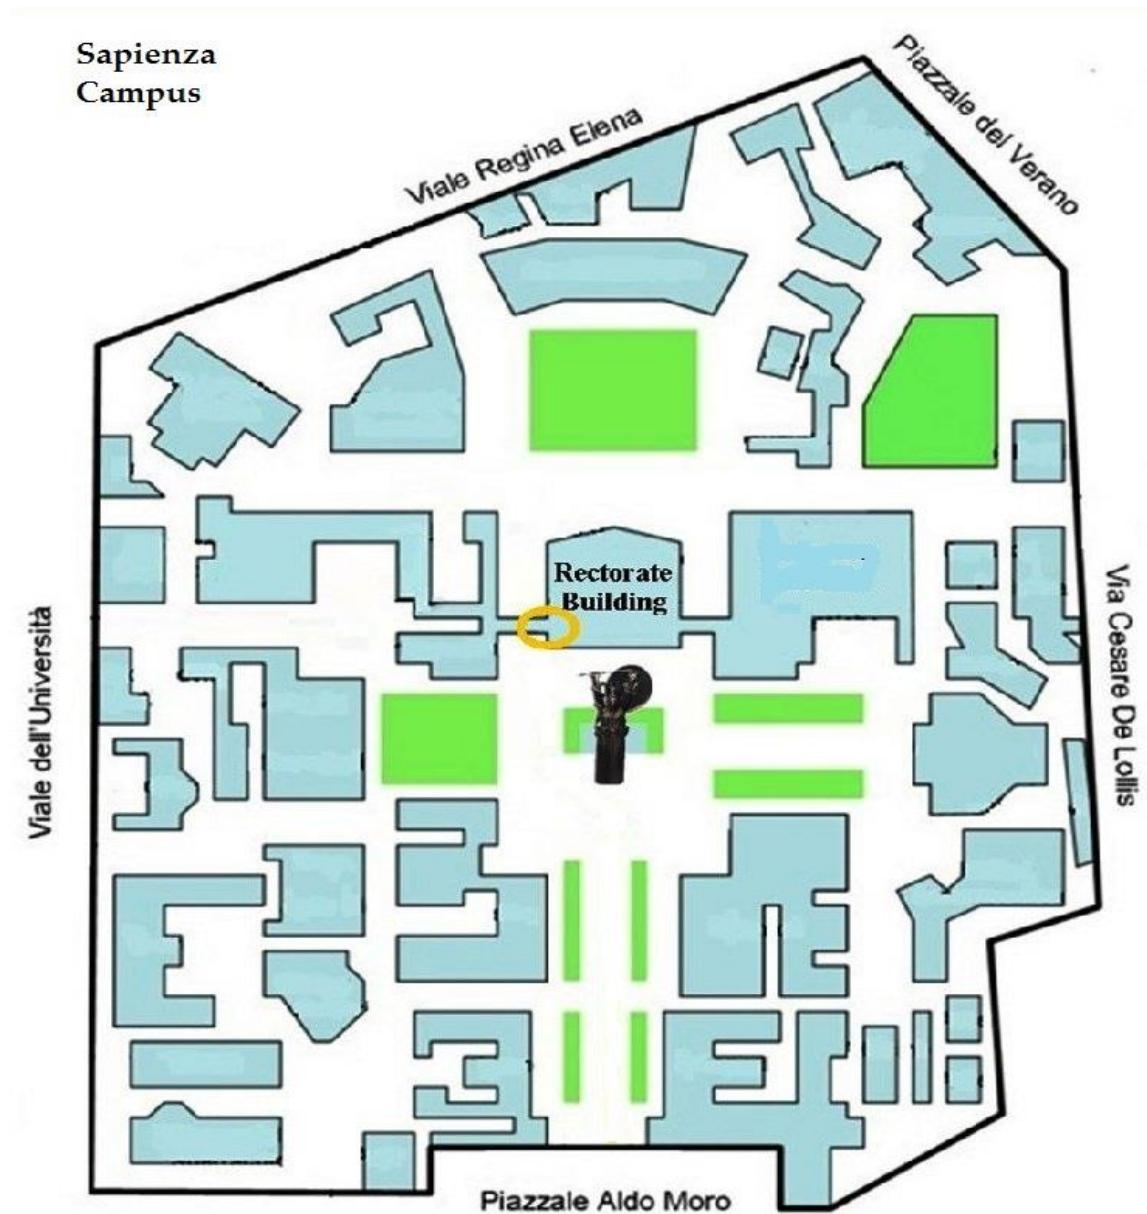 Sapienza
Campus
Viale Regina Elena
Piazzale del Verano
Rectorate
Building
Viale dell'Università
Via Cesare De Lollis
Piazzale Aldo Moro